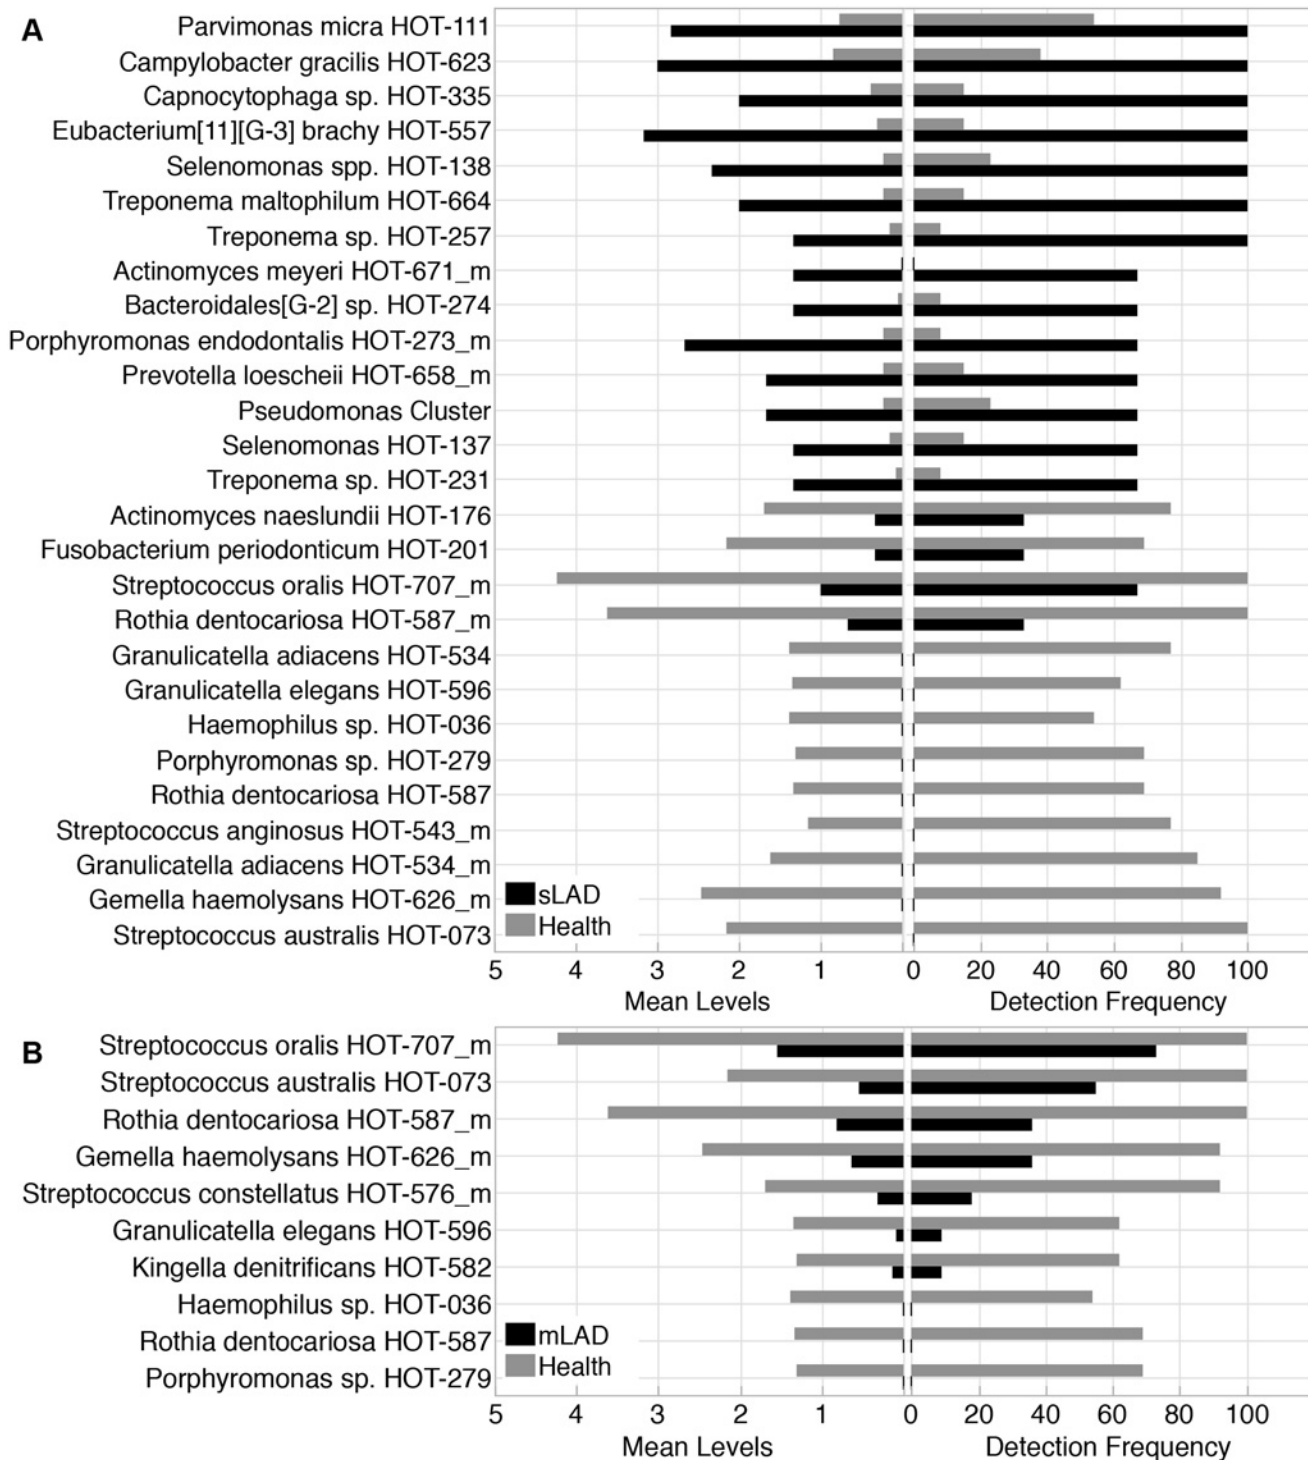 A
Parvimonas micra HOT-111
Campylobacter gracilis HOT-623
Capnocytophaga sp. HOT-335
Eubacterium[11][G-3] brachy HOT-557
Selenomonas spp. HOT-138
Treponema maltophilum HOT-664
Treponema sp. HOT-257
Actinomyces meyeri HOT-671_m
Bacteroidales[G-2] sp. HOT-274
Porphyromonas endodontalis HOT-273_m
Prevotella loescheii HOT-658_m
Pseudomonas Cluster
Selenomonas HOT-137
Treponema sp. HOT-231
Actinomyces naeslundii HOT-176
Fusobacterium periodonticum HOT-201
Streptococcus oralis HOT-707_m
Rothia dentocariosa HOT-587_m
Granulicatella adiacens HOT-534
Granulicatella elegans HOT-596
Haemophilus sp. HOT-036
Porphyromonas sp. HOT-279
Rothia dentocariosa HOT-587
Streptococcus anginosus HOT-543_m
Granulicatella adiacens HOT-534_m
Gemella haemolysans HOT-626_m
Streptococcus australis HOT-073
sLAD
Health
5 4 3 2 1 0 20 40 60 80 100
Mean Levels Detection Frequency
B
Streptococcus oralis HOT-707_m
Streptococcus australis HOT-073
Rothia dentocariosa HOT-587_m
Gemella haemolysans HOT-626_m
Streptococcus constellatus HOT-576_m
Granulicatella elegans HOT-596
Kingella denitrificans HOT-582
Haemophilus sp. HOT-036
Rothia dentocariosa HOT-587
Porphyromonas sp. HOT-279
mLAD
Health
5 4 3 2 1 0 20 40 60 80 100
Mean Levels Detection Frequency